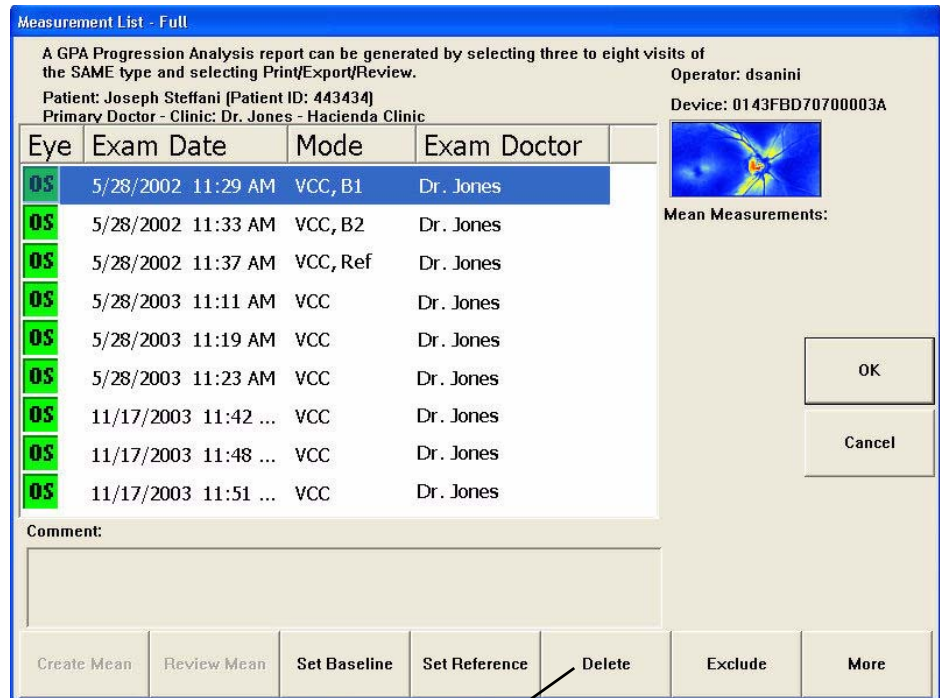 Measurement List - Full
A GPA Progression Analysis report can be generated by selecting three to eight visits of
the SAME type and selecting Print/Export/Review.
Operator: dsanini
Patient: Joseph Steffani (Patient ID: 443434)
Device: 0143FBD70700003A
Primary Doctor - Clinic: Dr. Jones - Hacienda Clinic
Eye Exam Date Mode Exam Doctor
OS 5/28/2002 11:29 AM VCC, B1 Dr. Jones
OS 5/28/2002 11:33 AM VCC, B2 Dr. Jones
OS 5/28/2002 11:37 AM VCC, Ref Dr. Jones
OS 5/28/2003 11:11 AM VCC Dr. Jones
OS 5/28/2003 11:19 AM VCC Dr. Jones
OS 5/28/2003 11:23 AM VCC Dr. Jones
OS 11/17/2003 11:42 ... VCC Dr. Jones
OS 11/17/2003 11:48 ... VCC Dr. Jones
OS 11/17/2003 11:51 ... VCC Dr. Jones
Mean Measurements:
OK
Cancel
Comment:
Create Mean Review Mean Set Baseline Set Reference Delete Exclude More